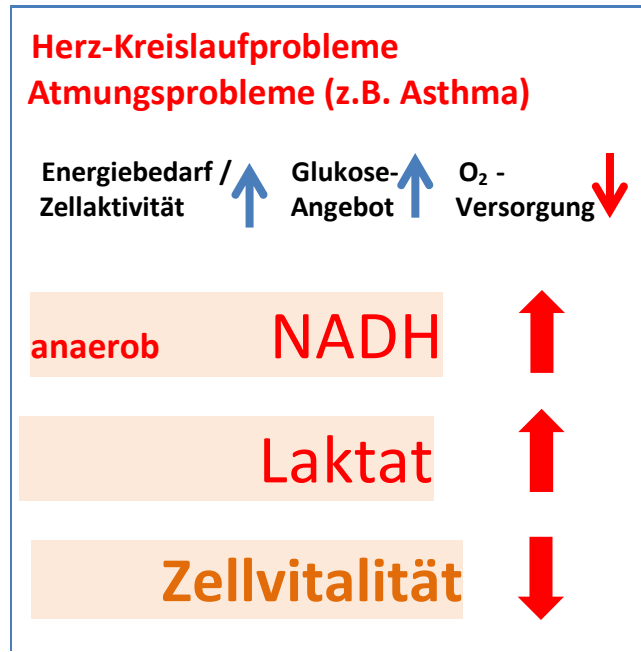 Herz-Kreislaufprobleme
Atmungsprobleme (z.B. Asthma)
Energiebedarf / Glukose- O₂ -
Zellaktivität Angebot Versorgung
anaerob NADH
Laktat
Zellvitalität